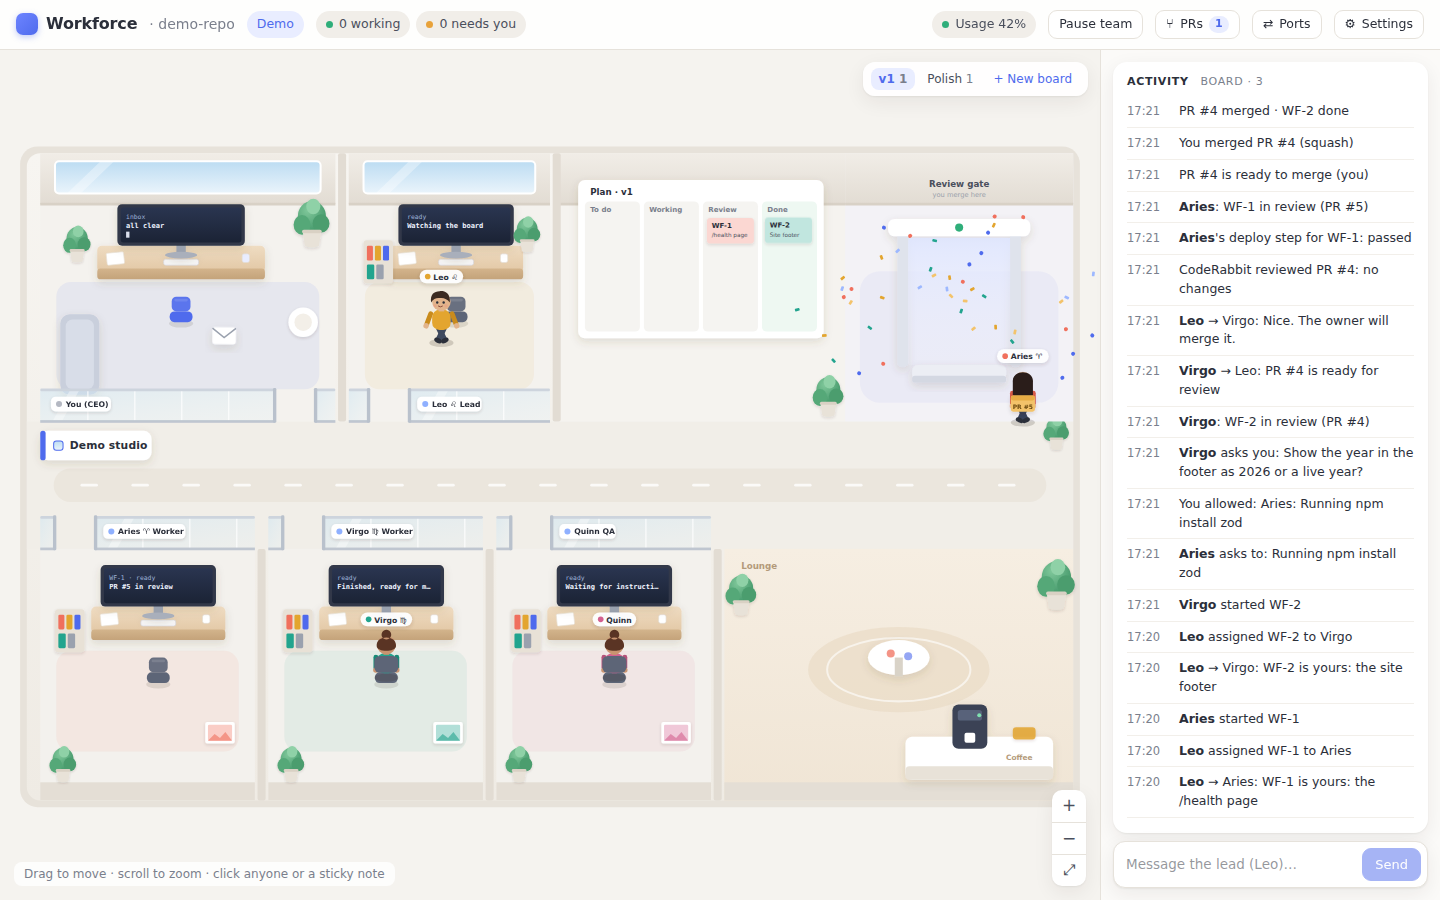 Workforce · demo-repo Demo 0 working 0 needs you Usage 42% Pause team PRs 1 Ports Settings
v1 1 Polish 1 + New board
inbox
all clear
ready
Watching the board
Leo ♌
You (CEO)
Leo ♌ Lead
Plan · v1
To do Working Review Done
WF-1
/health page
WF-2
Site footer
Review gate
you merge here
Aries ♈
PR #5
Demo studio
Aries ♈ Worker
Virgo ♍ Worker
Quinn QA
WF-1 · ready
PR #5 in review
ready
Finished, ready for m…
Virgo ♍
ready
Waiting for instructi…
Quinn
Lounge
Coffee
Drag to move · scroll to zoom · click anyone or a sticky note
+
−
ACTIVITY BOARD · 3
17:21 PR #4 merged · WF-2 done
17:21 You merged PR #4 (squash)
17:21 PR #4 is ready to merge (you)
17:21 Aries: WF-1 in review (PR #5)
17:21 Aries's deploy step for WF-1: passed
17:21 CodeRabbit reviewed PR #4: no
changes
17:21 Leo → Virgo: Nice. The owner will
merge it.
17:21 Virgo → Leo: PR #4 is ready for
review
17:21 Virgo: WF-2 in review (PR #4)
17:21 Virgo asks you: Show the year in the
footer as 2026 or a live year?
17:21 You allowed: Aries: Running npm
install zod
17:21 Aries asks to: Running npm install
zod
17:21 Virgo started WF-2
17:20 Leo assigned WF-2 to Virgo
17:20 Leo → Virgo: WF-2 is yours: the site
footer
17:20 Aries started WF-1
17:20 Leo assigned WF-1 to Aries
17:20 Leo → Aries: WF-1 is yours: the
/health page
Message the lead (Leo)... Send